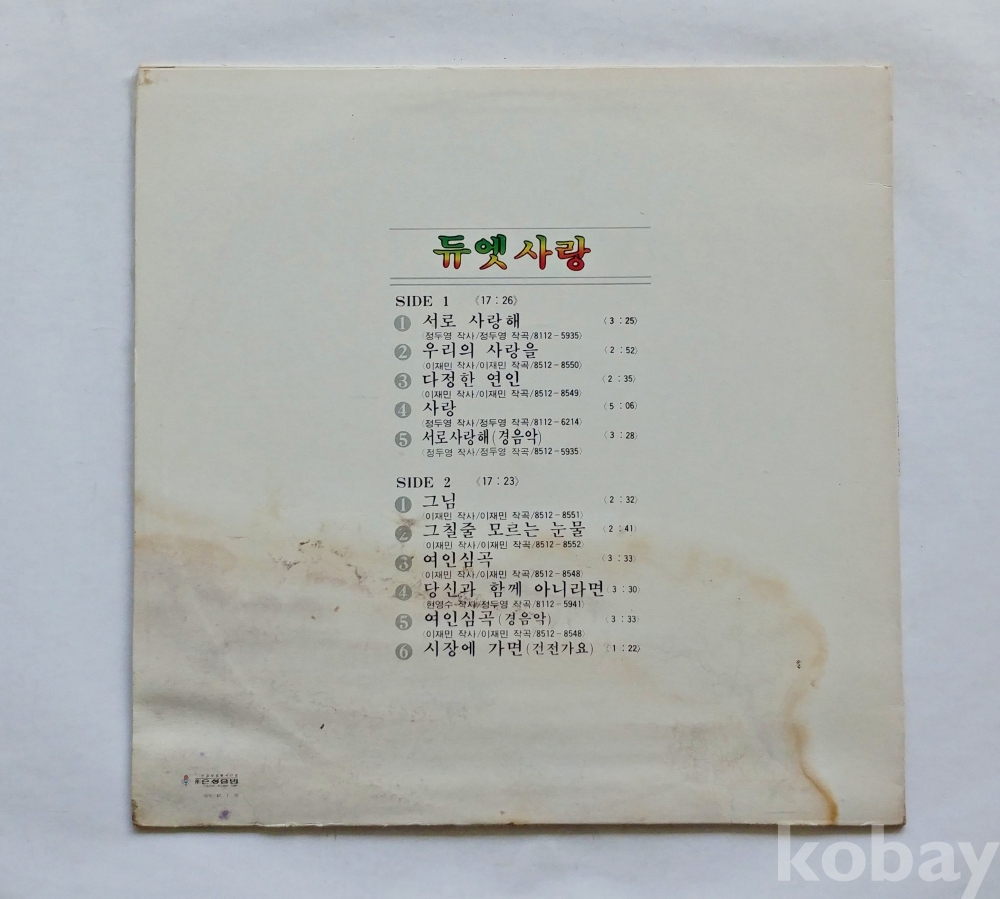 듀엣 사랑
SIDE 1 《17 : 26》
1 서로 사랑해 〈3 : 25〉
〈정두영 작사/정두영 작곡/8112-5935〉
2 우리의 사랑을 〈2 : 52〉
〈이재민 작사/이재민 작곡/8512-8550〉
3 다정한 연인 〈2 : 35〉
〈이재민 작사/이재민 작곡/8512-8549〉
4 사랑 〈5 : 06〉
〈정두영 작사/정두영 작곡/8112-6214〉
5 서로사랑해(경음악) 〈3 : 28〉
〈정두영 작사/정두영 작곡/8512-5935〉
SIDE 2 《17 : 23》
1 그님 〈2 : 32〉
〈이재민 작사/이재민 작곡/8512-8551〉
2 그칠줄 모르는 눈물 〈2 : 41〉
〈이재민 작사/이재민 작곡/8512-8552〉
3 여인심곡 〈3 : 33〉
〈이재민 작사/이재민 작곡/8512-8548〉
4 당신과 함께 아니라면 〈3 : 30〉
〈현영수 작사/정두영 작곡/8112-5941〉
5 여인심곡(경음악) 〈3 : 33〉
〈이재민 작사/이재민 작곡/8512-8548〉
6 시장에 가면(건전가요) 〈1 : 22〉
kobay